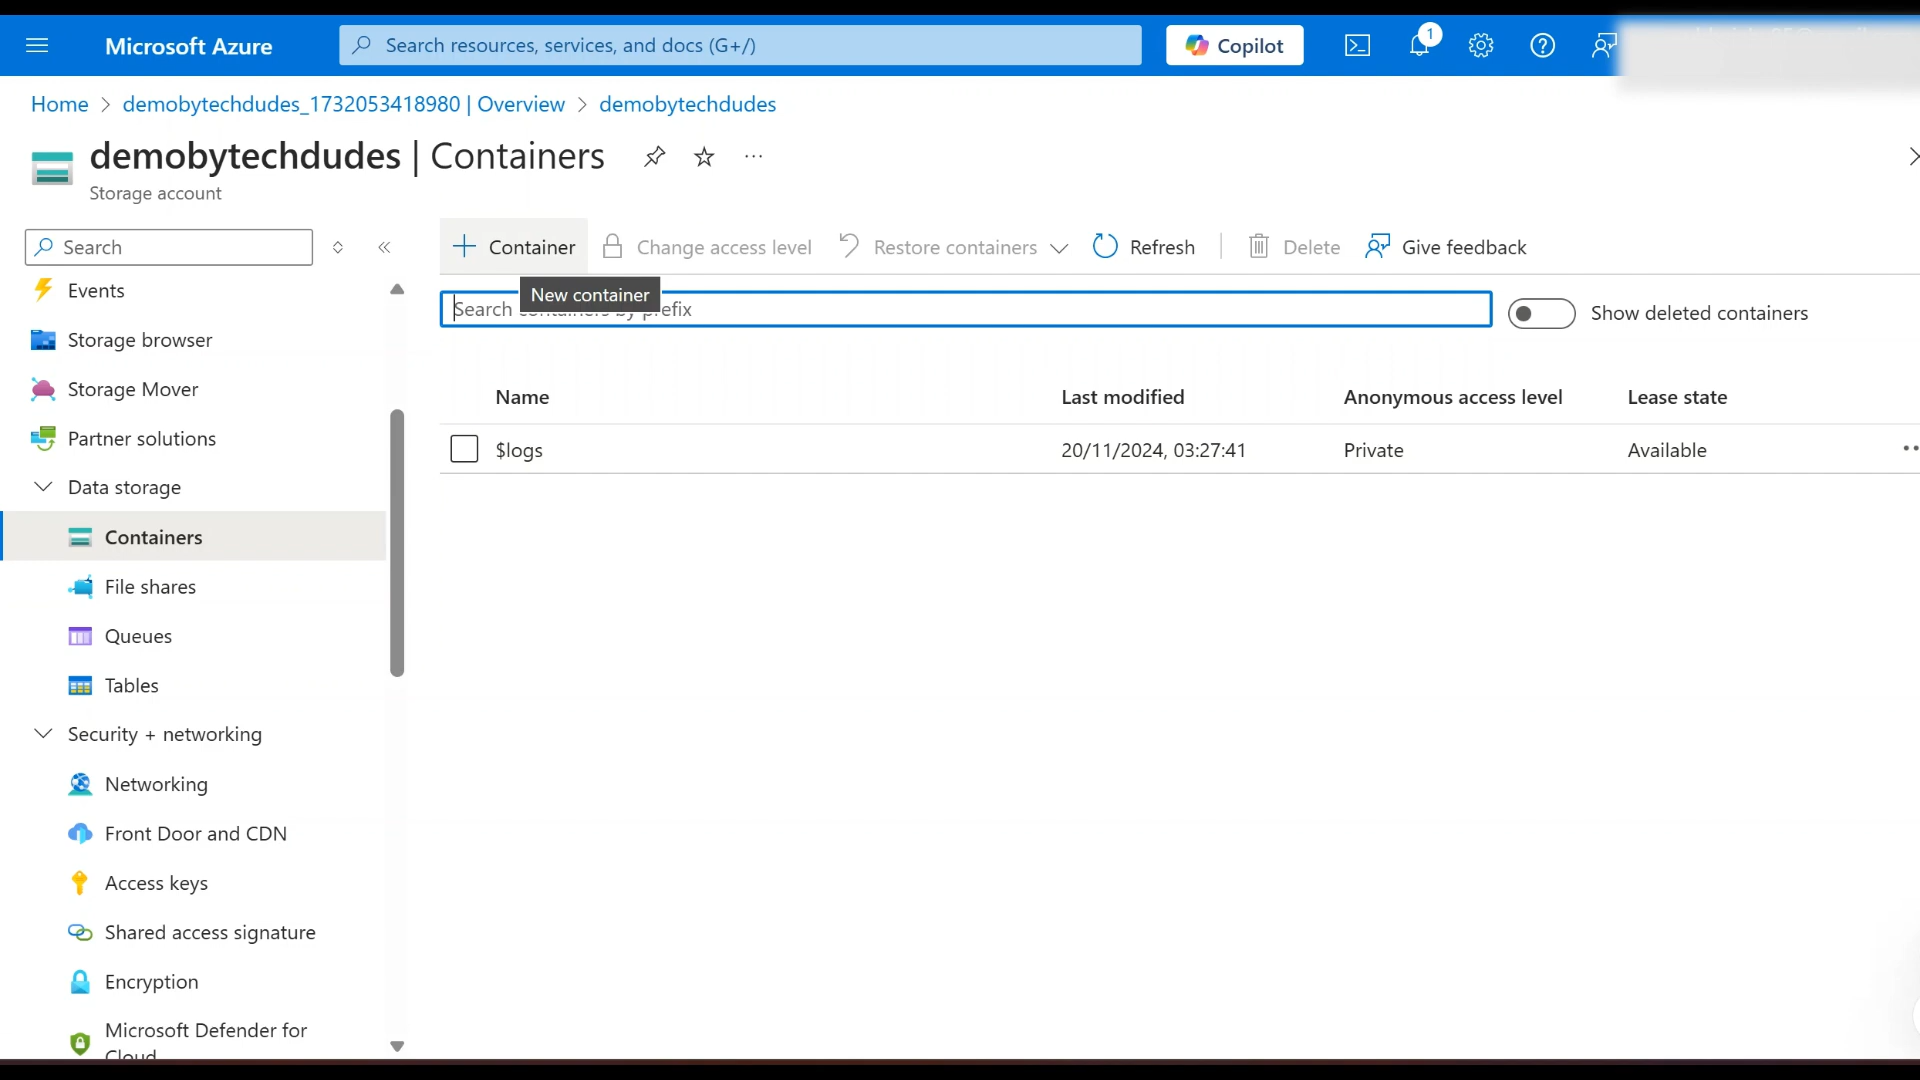 Microsoft Azure
Search resources, services, and docs (G+/)
Copilot
1
Home > demobytechdudes_1732053418980 | Overview > demobytechdudes
demobytechdudes | Containers
Storage account
Search
Container
Change access level
Restore containers
Refresh
Delete
Give feedback
New container
Search containers by prefix
Show deleted containers
Name
Last modified
Anonymous access level
Lease state
$logs
20/11/2024, 03:27:41
Private
Available
Events
Storage browser
Storage Mover
Partner solutions
Data storage
Containers
File shares
Queues
Tables
Security + networking
Networking
Front Door and CDN
Access keys
Shared access signature
Encryption
Microsoft Defender for
Cloud